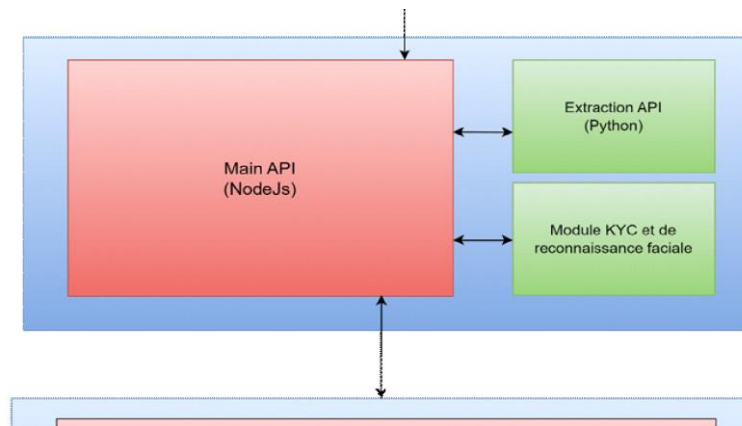 Main API
(NodeJs)
Extraction API
(Python)
Module KYC et de
reconnaissance faciale